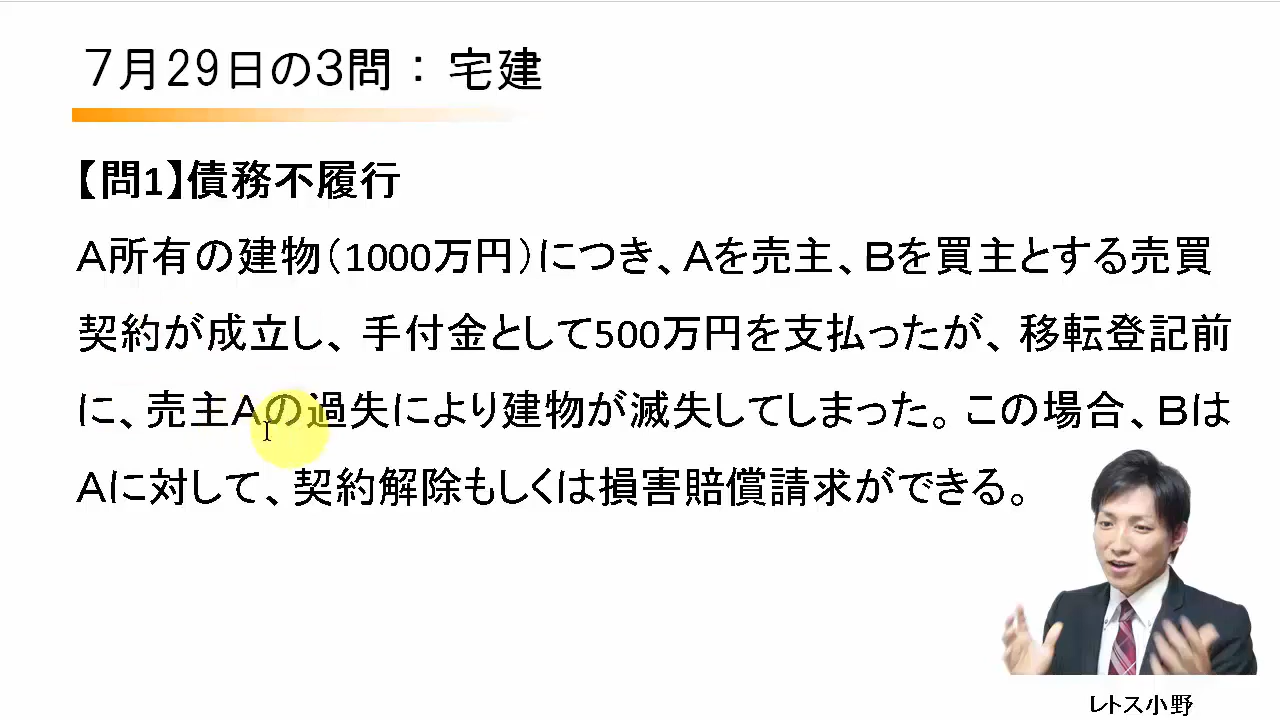 ７月29日の３問：宅建
【問1】債務不履行
Ａ所有の建物（1000万円）につき、Ａを売主、Ｂを買主とする売買
契約が成立し、手付金として500万円を支払ったが、移転登記前
に、売主Ａの過失により建物が滅失してしまった。この場合、Ｂは
Ａに対して、契約解除もしくは損害賠償請求ができる。
レトス小野